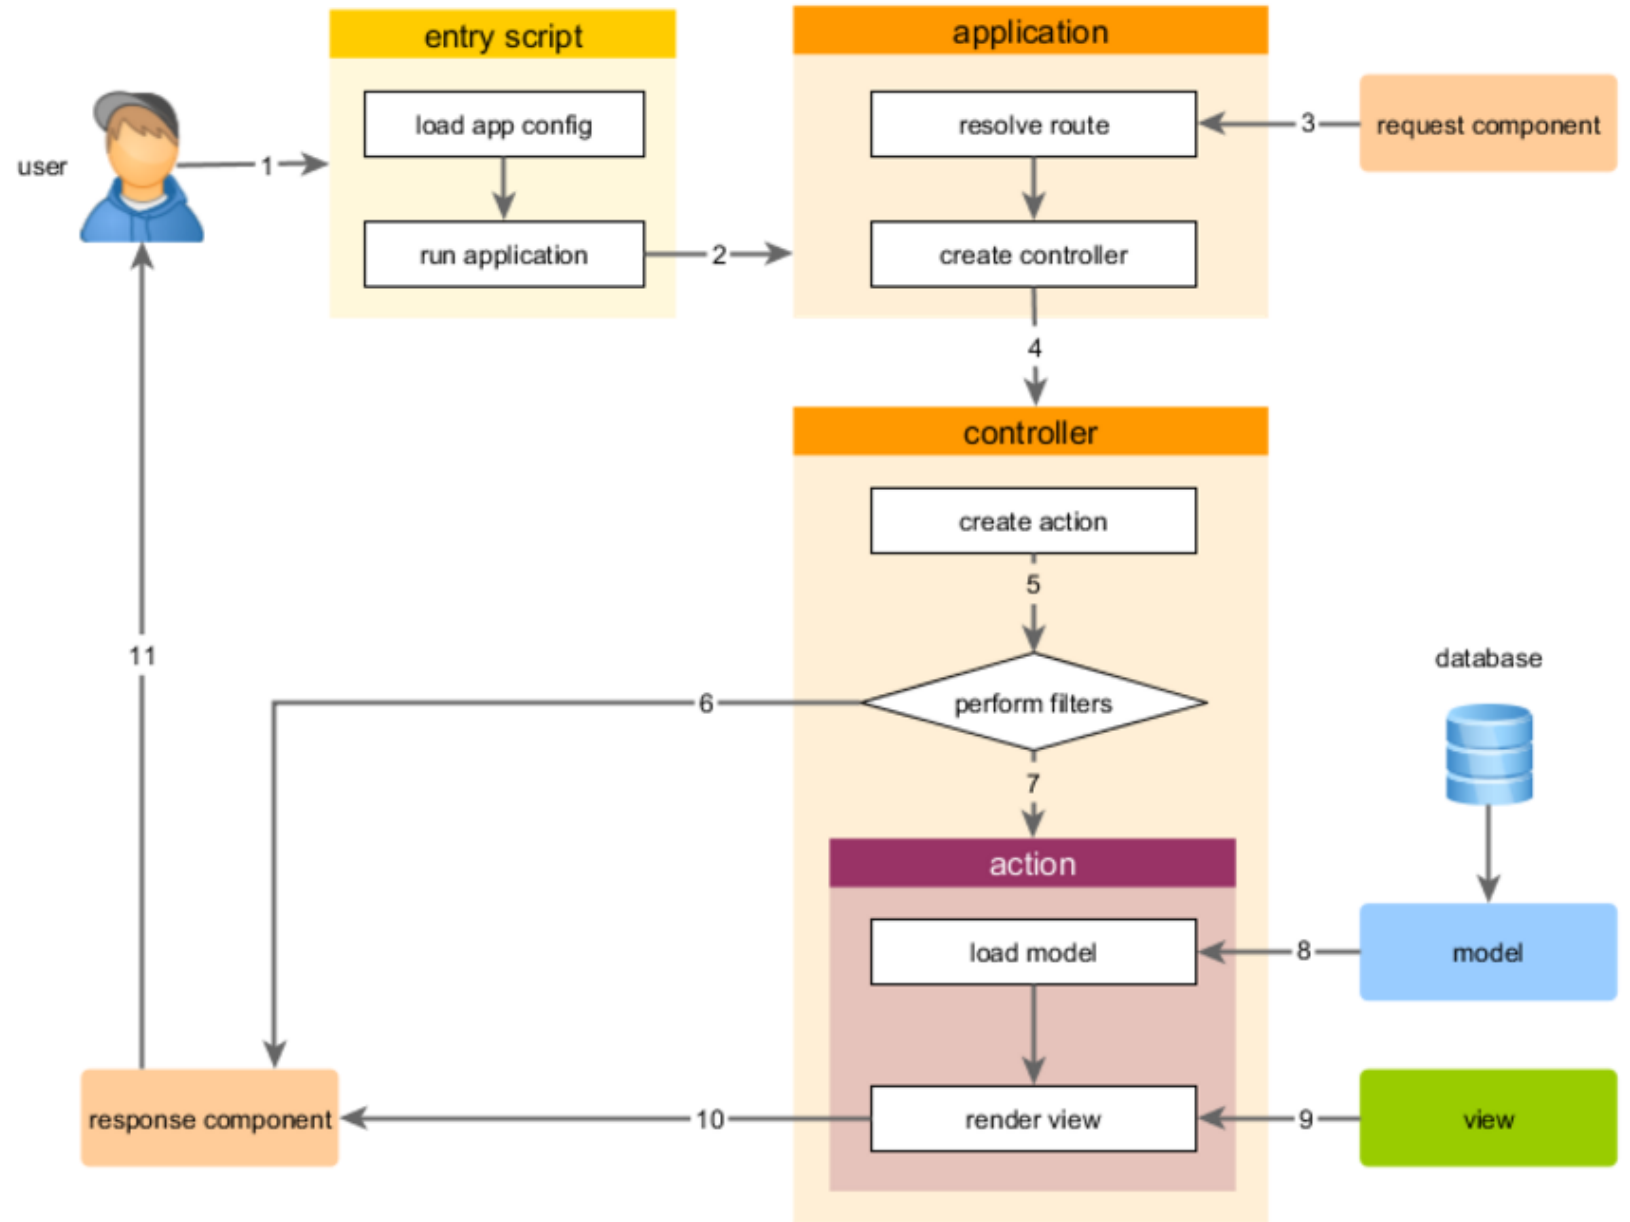 entry script
application
load app config
resolve route
3
request component
user
1
run application
2
create controller
4
controller
create action
5
11
database
6
perform filters
7
action
load model
8
model
response component
10
render view
9
view